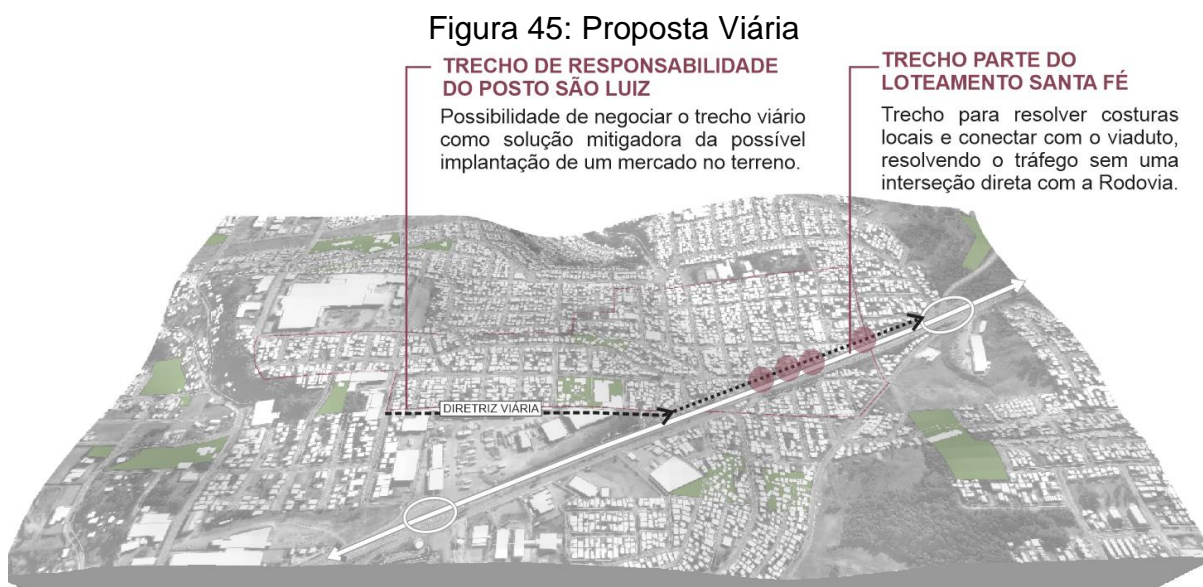 Figura 45: Proposta Viária
TRECHO DE RESPONSABILIDADE
DO POSTO SÃO LUIZ
Possibilidade de negociar o trecho viário
como solução mitigadora da possível
implantação de um mercado no terreno.
TRECHO PARTE DO
LOTEAMENTO SANTA FÉ
Trecho para resolver costuras
locais e conectar com o viaduto,
resolvendo o tráfego sem uma
interseção direta com a Rodovia.
DIRETRIZ VIÁRIA